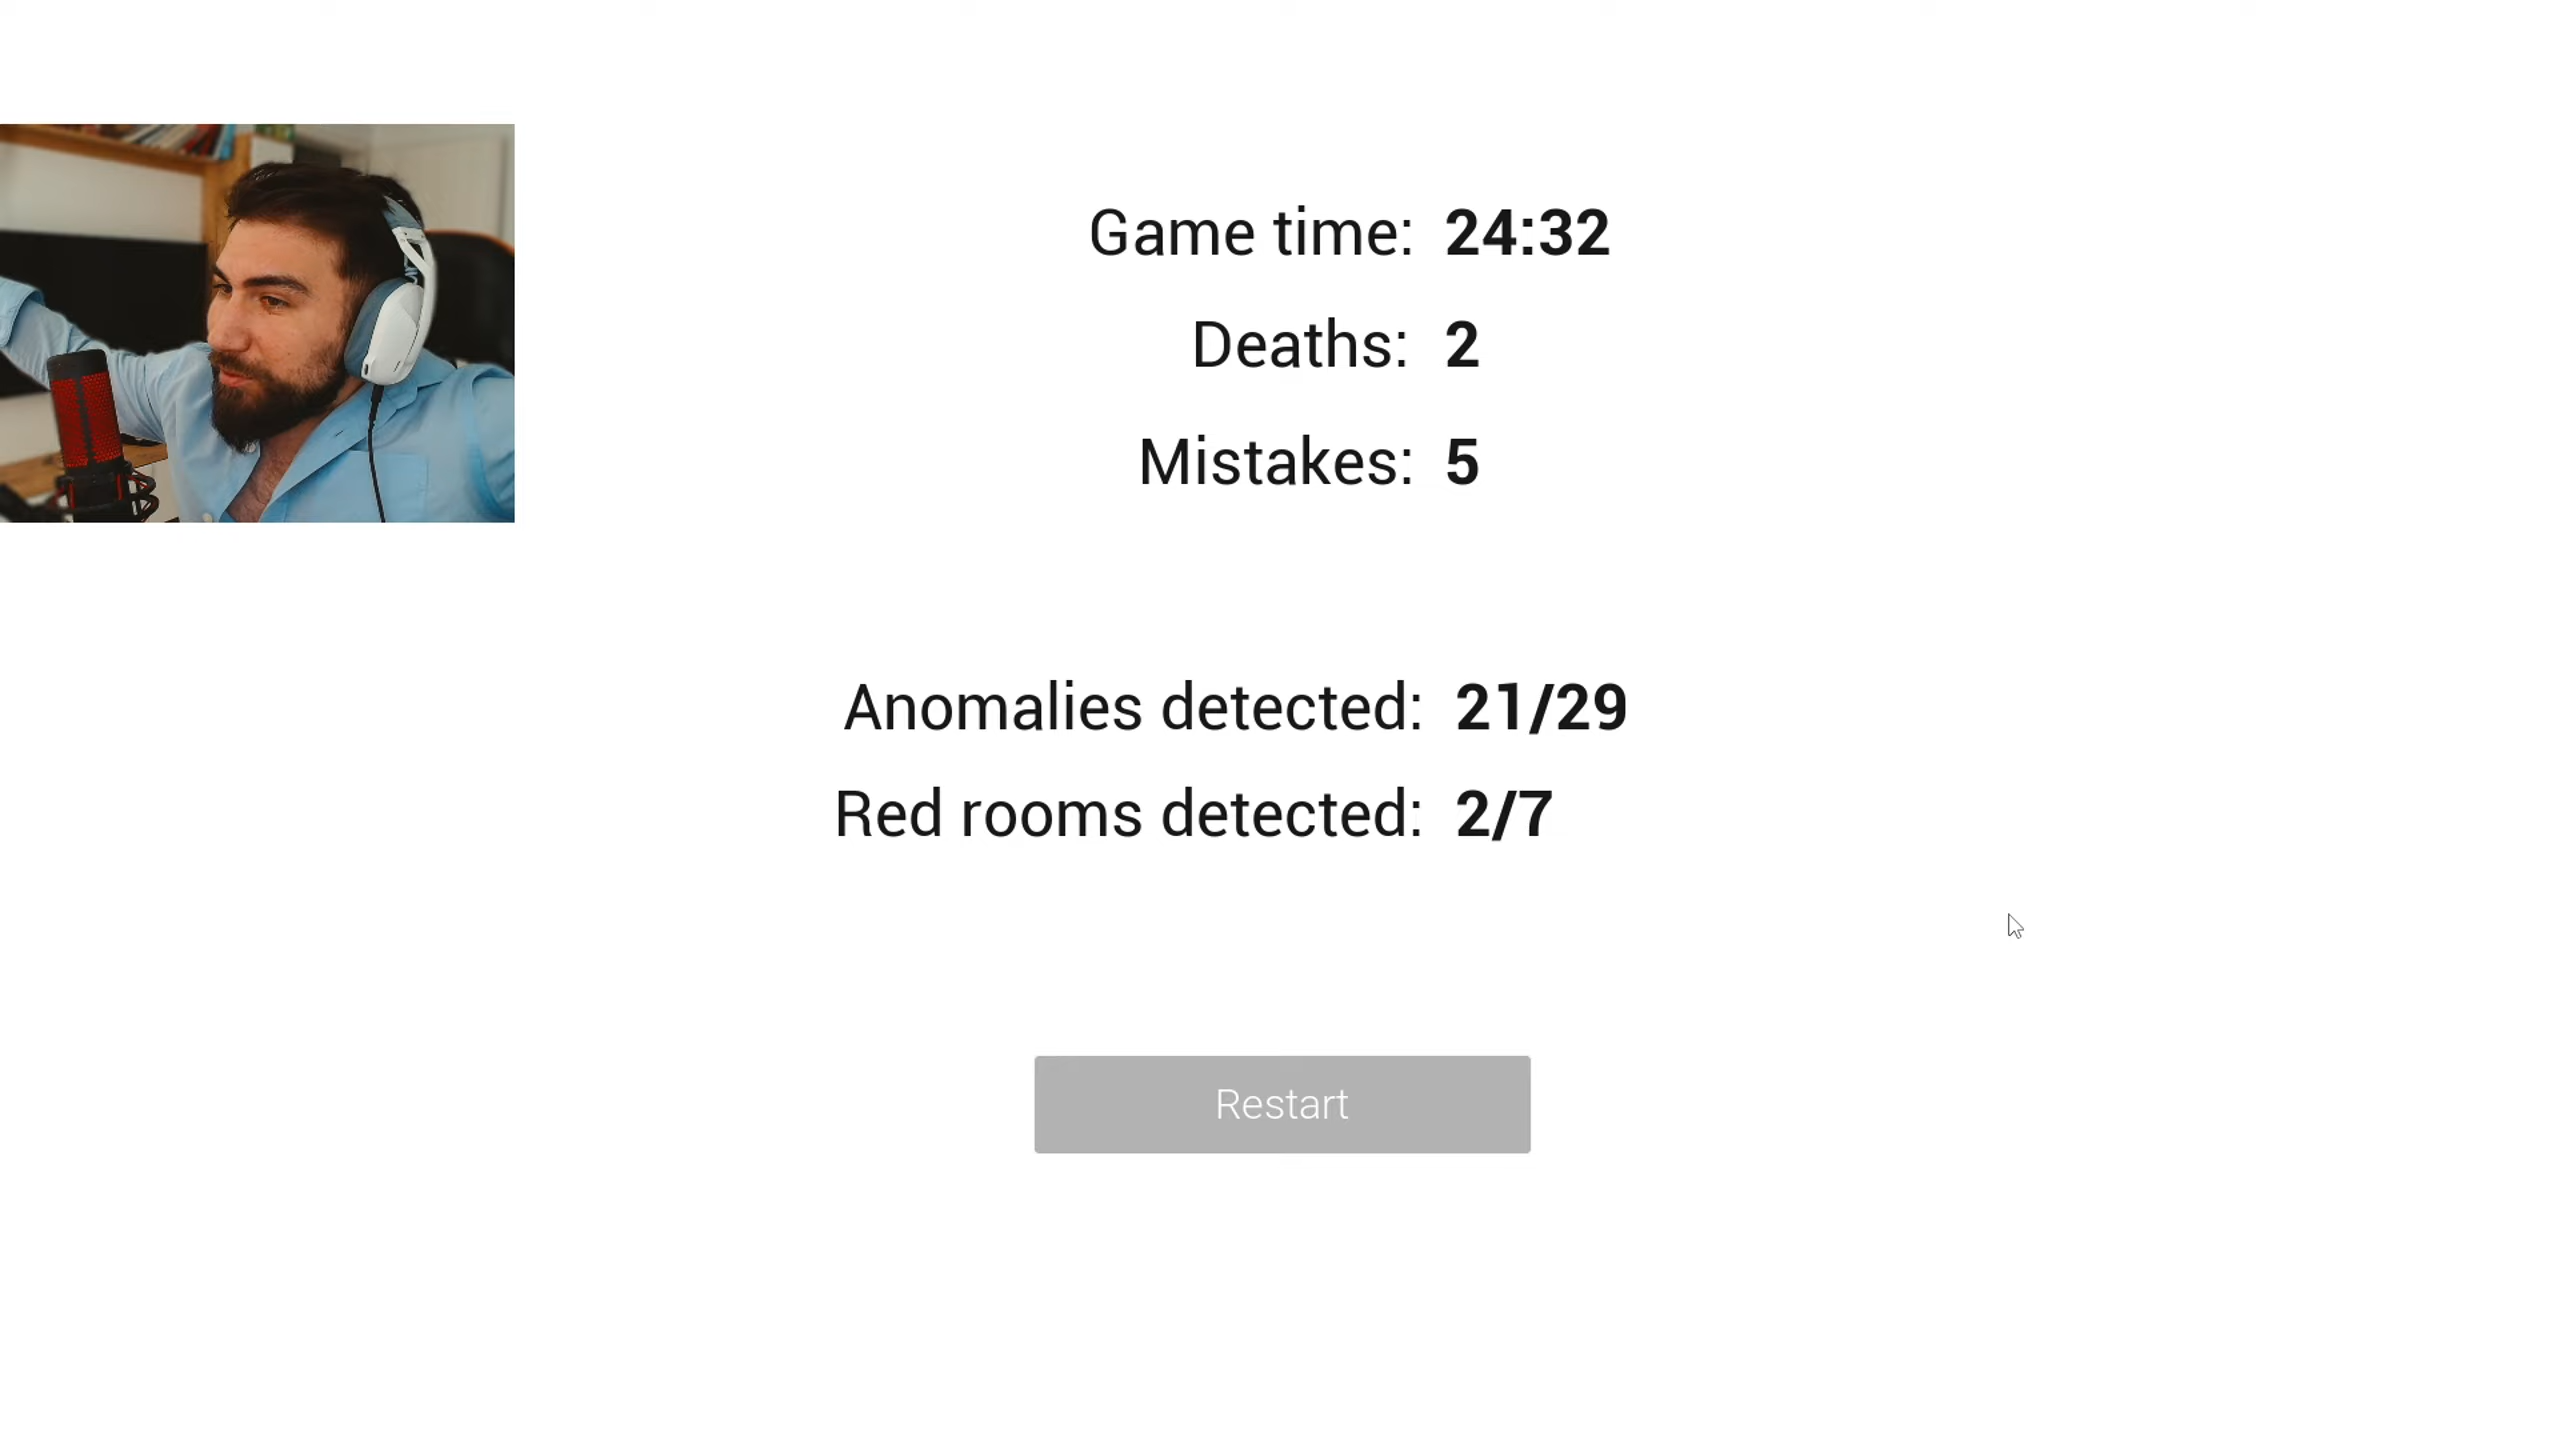 Game time: 24:32
Deaths: 2
Mistakes: 5
Anomalies detected: 21/29
Red rooms detected: 2/7
Restart